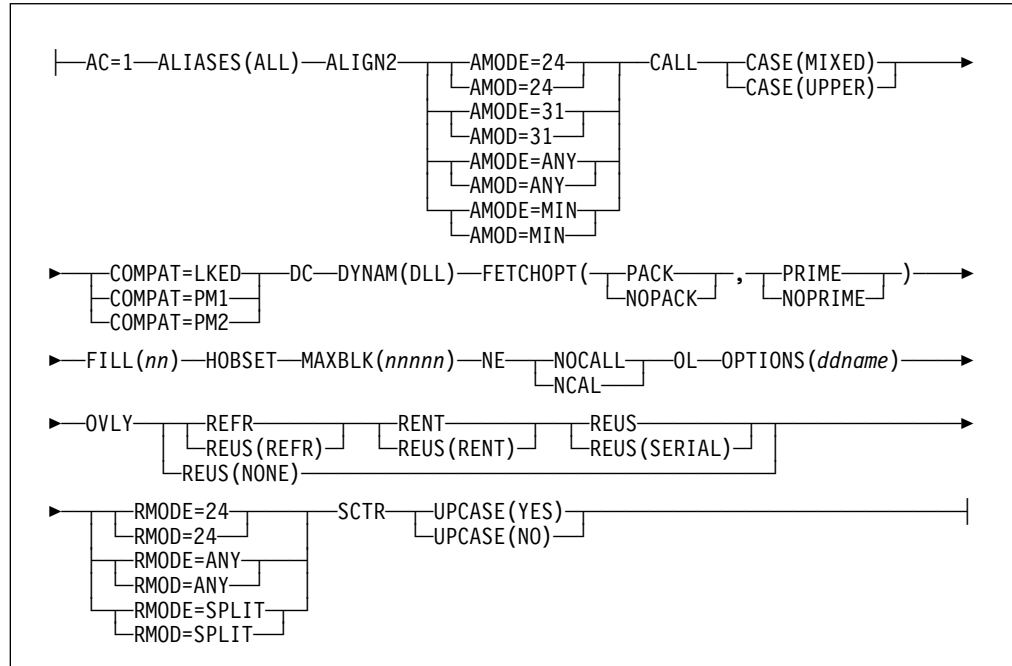 AC=1 ALIASES(ALL) ALIGN2 AMODE=24 CALL CASE(MIXED)
AMOD=24 CASE(UPPER)
AMODE=31
AMOD=31
AMODE=ANY
AMOD=ANY
AMODE=MIN
AMOD=MIN
COMPAT=LKED DC DYNAM(DLL) FETCHOPT( PACK , PRIME )
COMPAT=PM1 NOPACK NOPRIME
COMPAT=PM2
FILL(nn) HOBSET MAXBLK(nnnnn) NE NOCALL OL OPTIONS(ddname)
NCAL
OVLY REFR RENT REUS
REUS(REFR) REUS(RENT) REUS(SERIAL)
REUS(NONE)
RMODE=24 SCTR UPCASE(YES)
RMOD=24 UPCASE(NO)
RMODE=ANY
RMOD=ANY
RMODE=SPLIT
RMOD=SPLIT